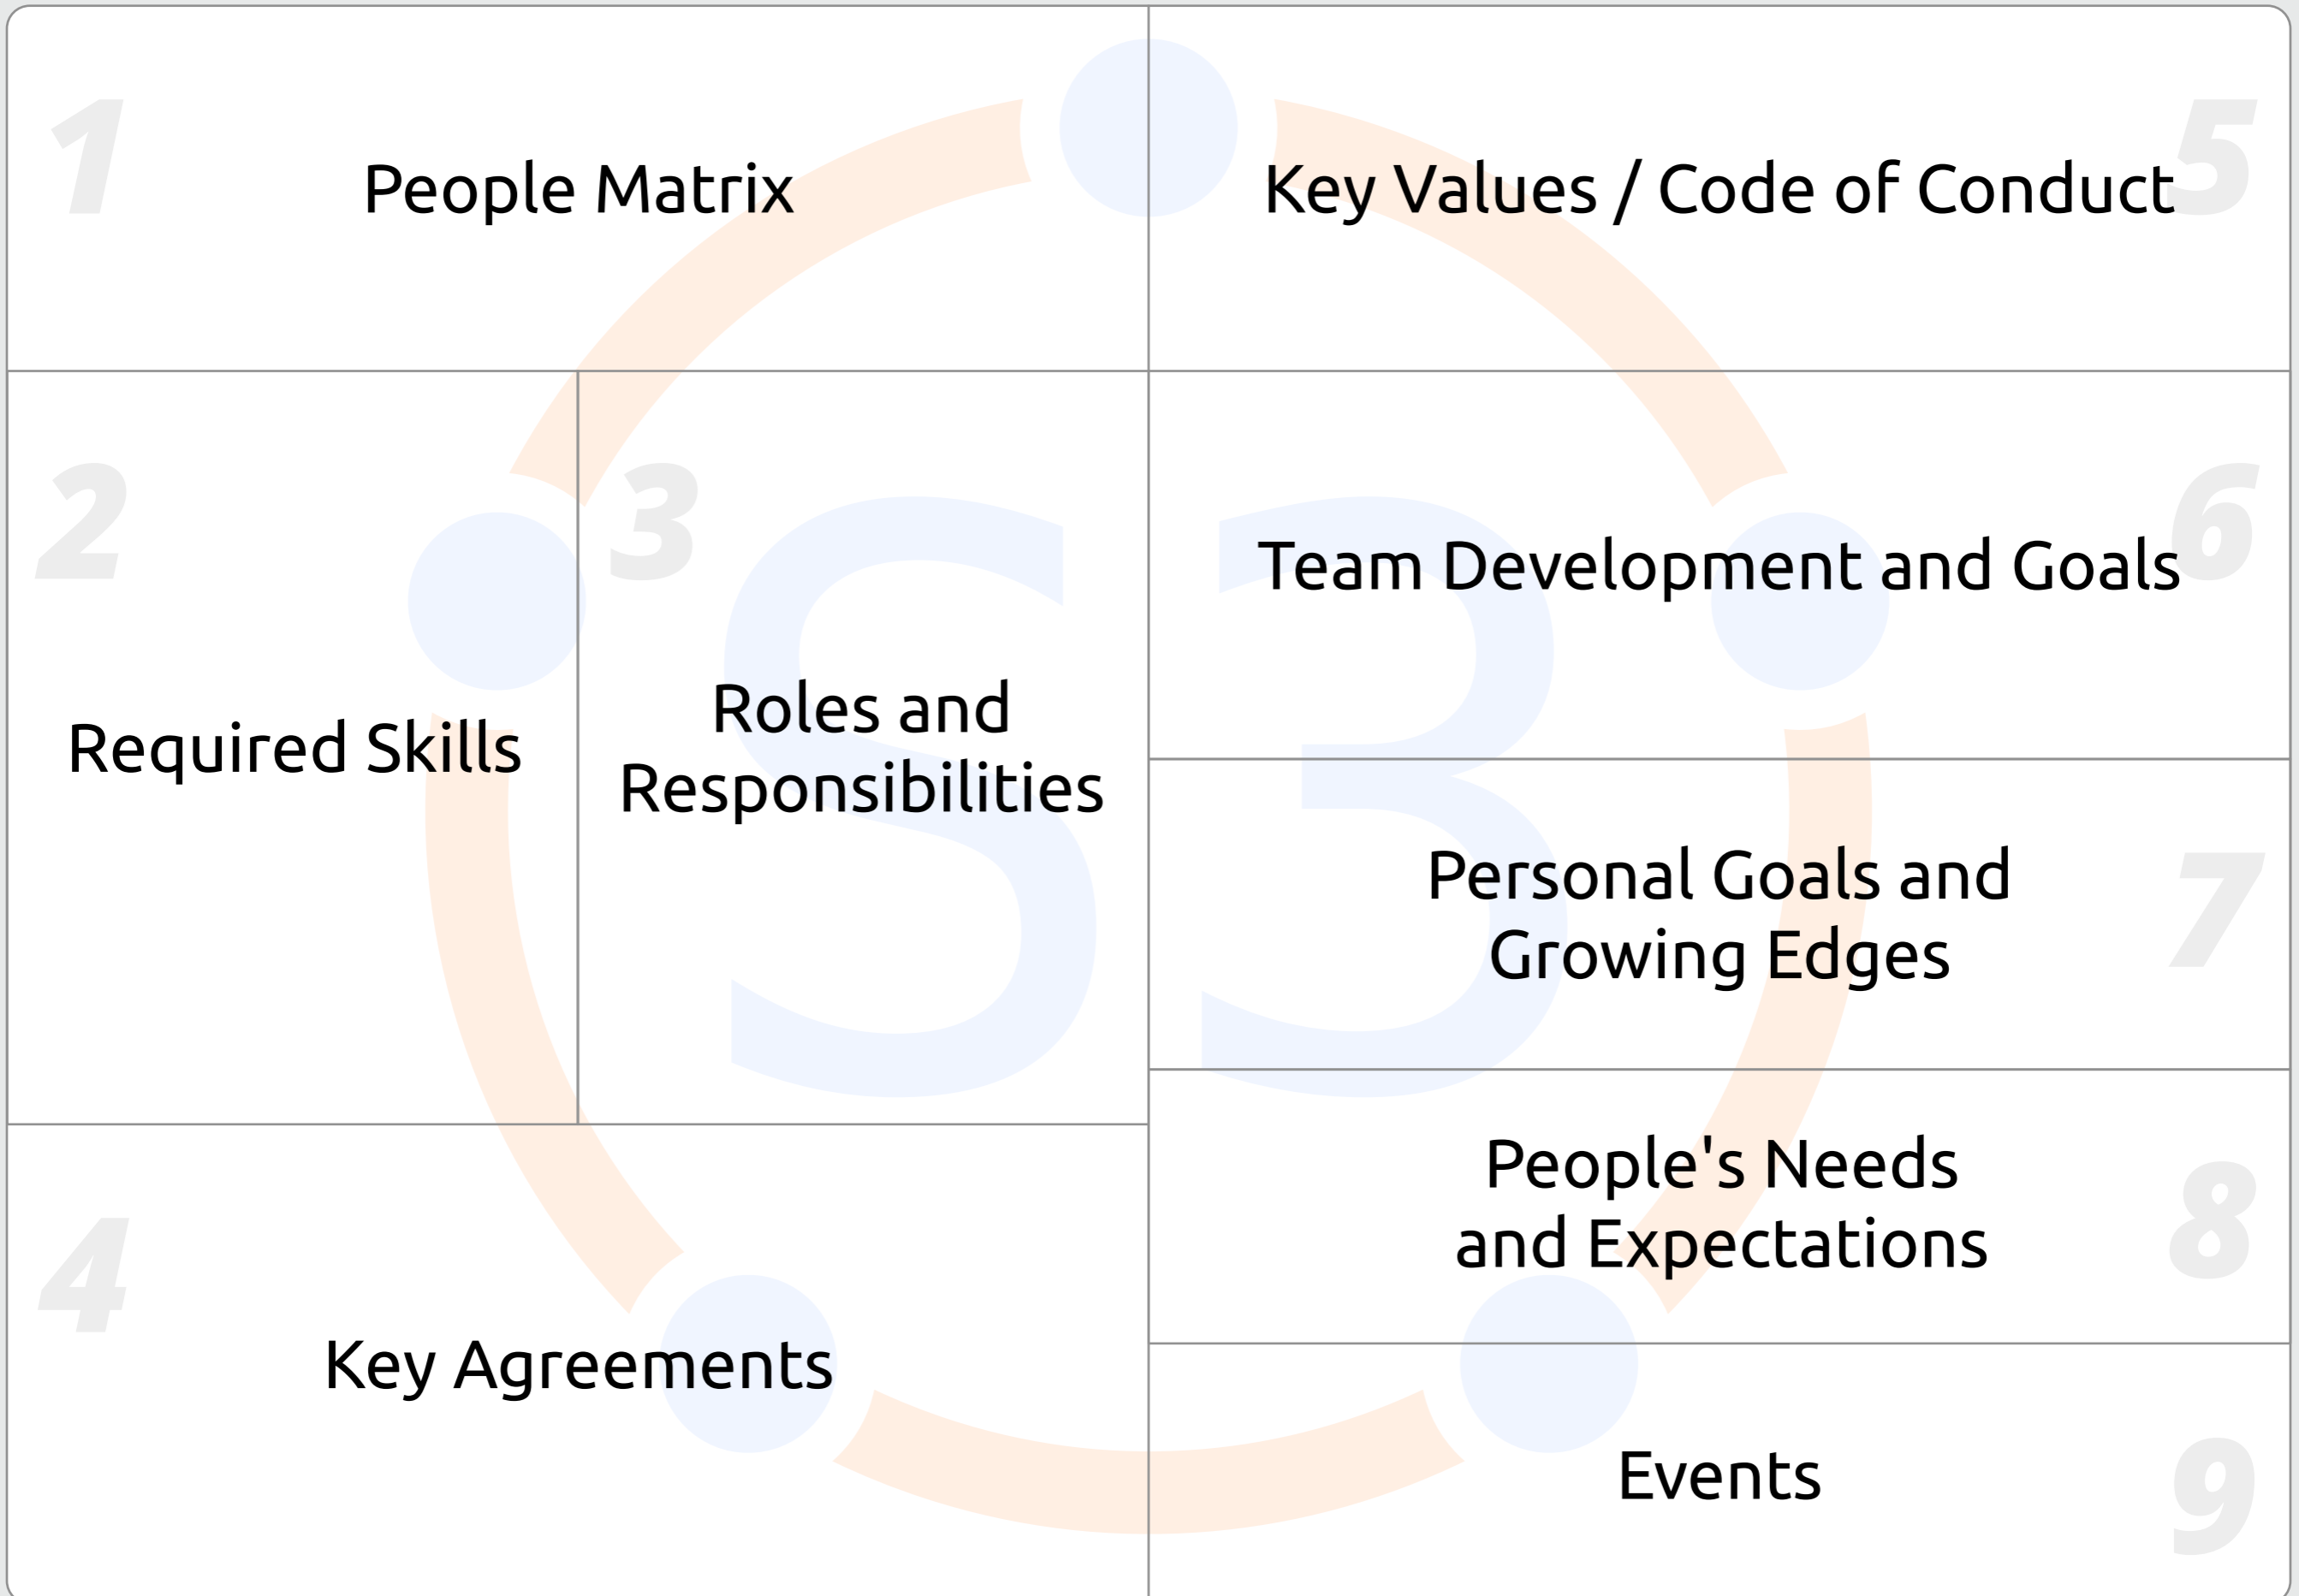 1
People Matrix
2
Required Skills
3
Roles and
Responsibilities
4
Key Agreements
5
Key Values / Code of Conduct
6
Team Development and Goals
7
Personal Goals and
Growing Edges
8
People's Needs
and Expectations
9
Events
S3